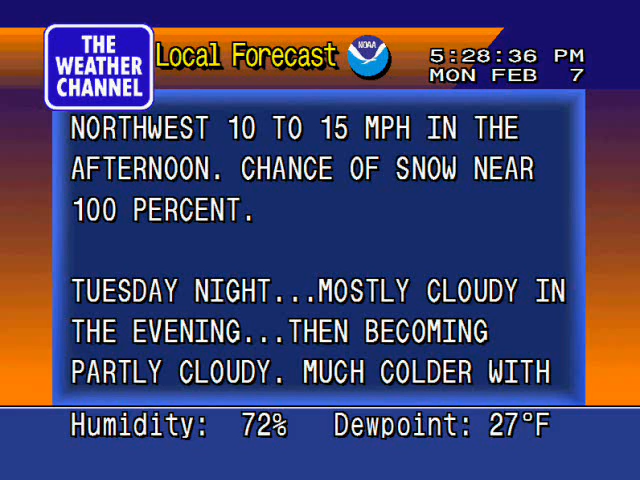 THE
WEATHER
CHANNEL
Local Forecast
NOAA
5:28:36 PM
MON FEB 7
NORTHWEST 10 TO 15 MPH IN THE
AFTERNOON. CHANCE OF SNOW NEAR
100 PERCENT.
TUESDAY NIGHT...MOSTLY CLOUDY IN
THE EVENING...THEN BECOMING
PARTLY CLOUDY. MUCH COLDER WITH
Humidity: 72% Dewpoint: 27°F